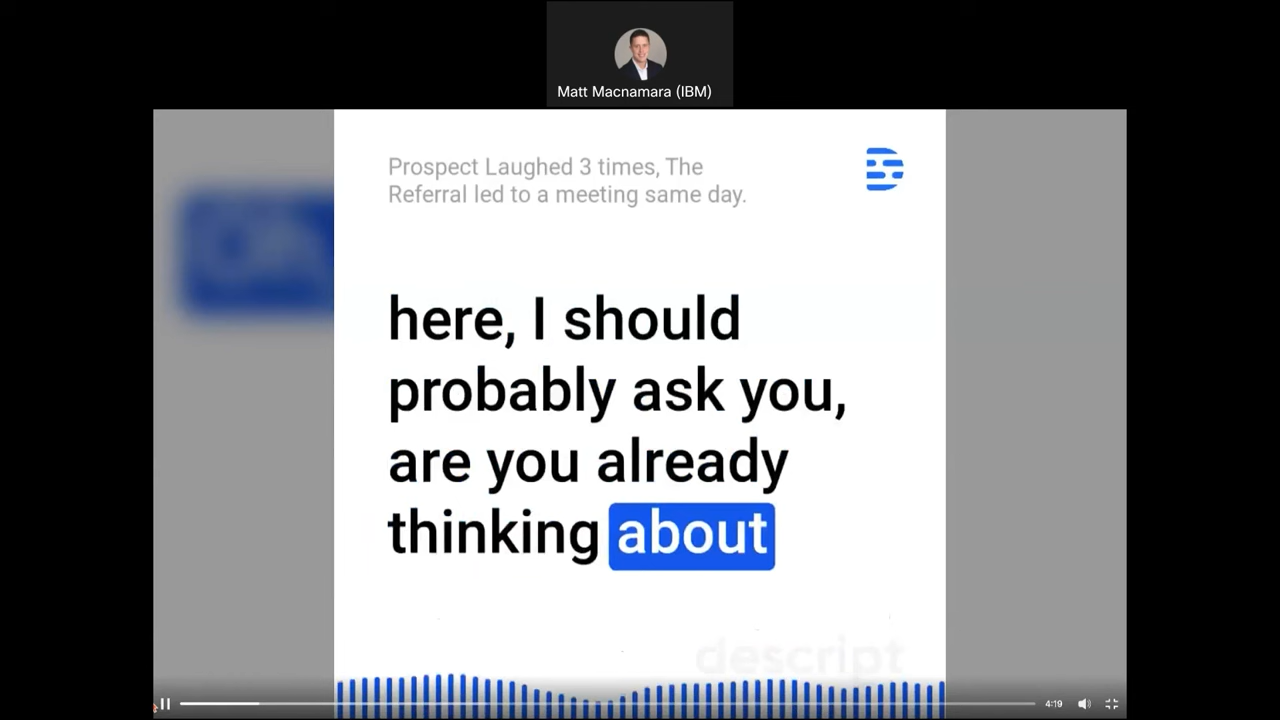 Matt Macnamara (IBM)
Prospect Laughed 3 times, The
Referral led to a meeting same day.
here, I should
probably ask you,
are you already
thinking about
descript
4:19